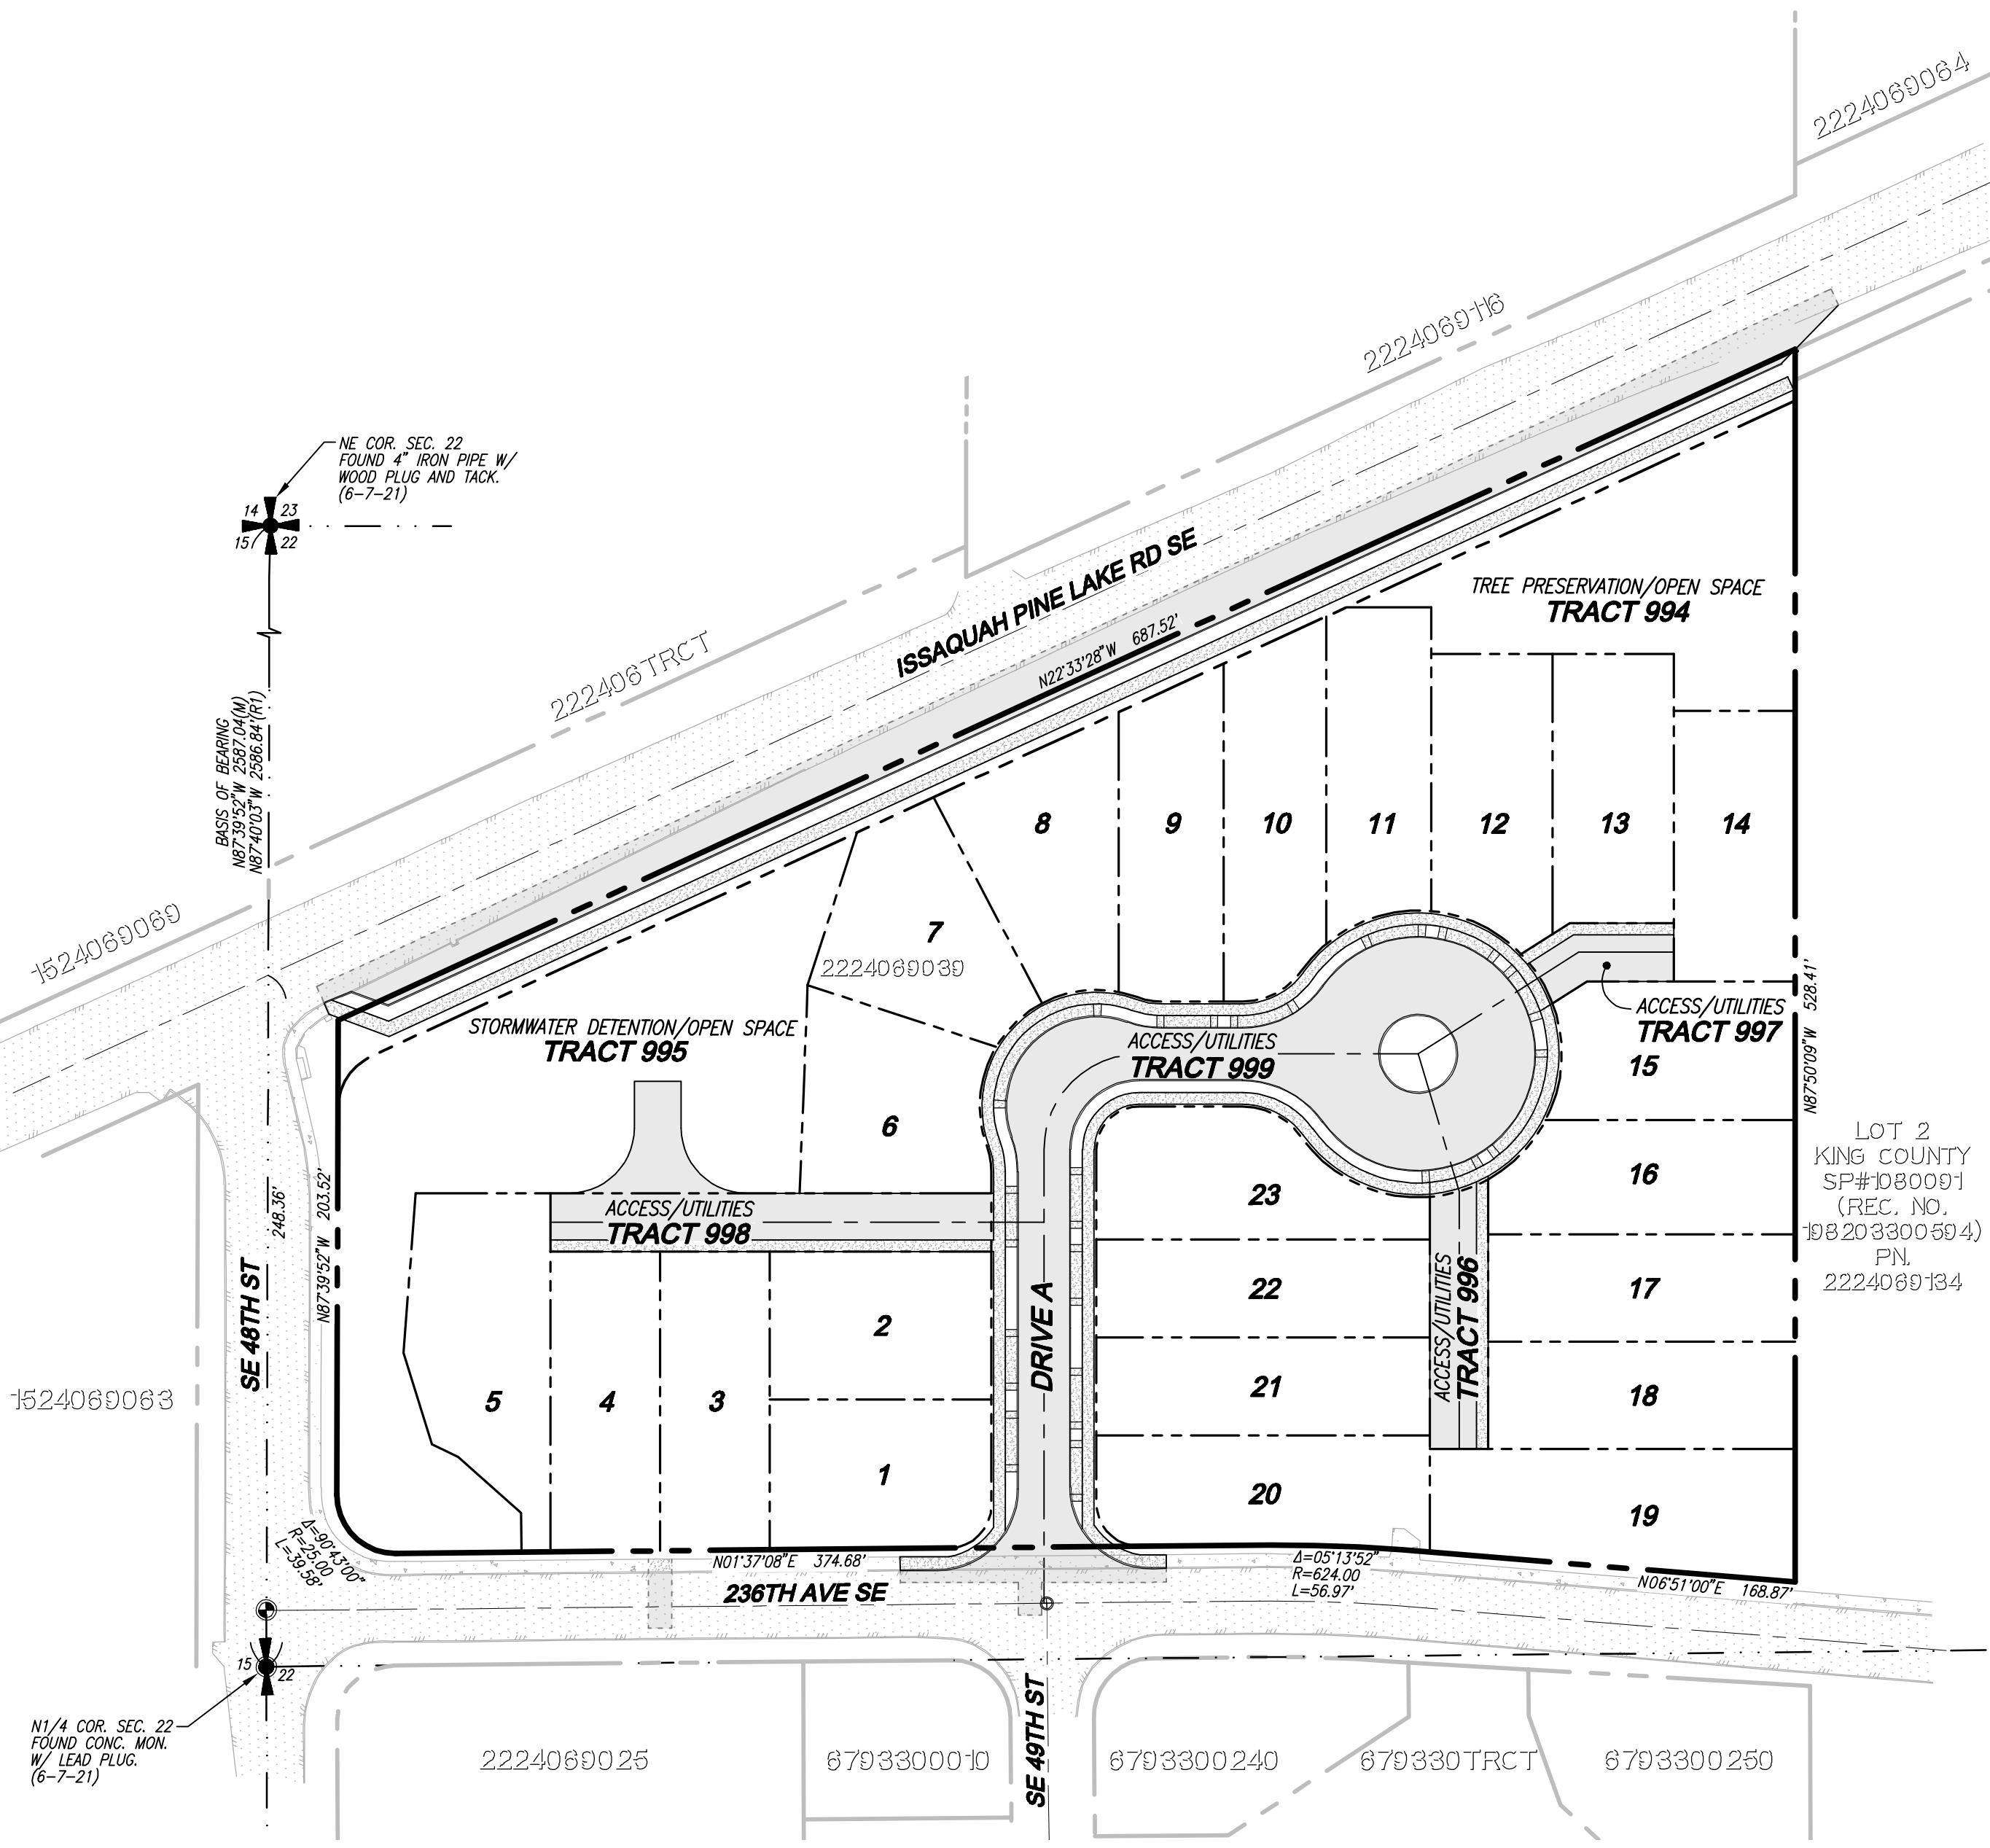 2224069064
2224069116
NE COR. SEC. 22
FOUND 4" IRON PIPE W/
WOOD PLUG AND TACK.
(6-7-21)
14 23
15 22
ISSAQUAH PINE LAKE RD SE
N22°33'28"W 687.52'
TREE PRESERVATION/OPEN SPACE
TRACT 994
222406TRCT
BASIS OF BEARING
N87°39'52"W 2587.04(M)
N87°40'03"W 2586.84'(R1)
8
9
10
11
12
13
14
1524069069
7
2224069039
STORMWATER DETENTION/OPEN SPACE
TRACT 995
ACCESS/UTILITIES
TRACT 999
ACCESS/UTILITIES
TRACT 997
15
N87°50'09"W 528.41'
6
LOT 2
KING COUNTY
SP#1080091
(REC. NO.
198203300594)
PN.
2224069134
16
23
ACCESS/UTILITIES
TRACT 998
N87°39'52"W 203.52'
248.36'
SE 48TH ST
22
17
ACCESS/UTILITIES
TRACT 996
DRIVE A
2
21
18
1524069063
5
4
3
1
20
19
Δ=90°43'00"
R=25.00
L=39.58'
N01°37'08"E 374.68'
236TH AVE SE
Δ=05°13'52"
R=624.00
L=56.97'
N06°51'00"E 168.87'
15
22
N1/4 COR. SEC. 22
FOUND CONC. MON.
W/ LEAD PLUG.
(6-7-21)
2224069025
6793300010
SE 49TH ST
6793300240
679330TRCT
6793300250